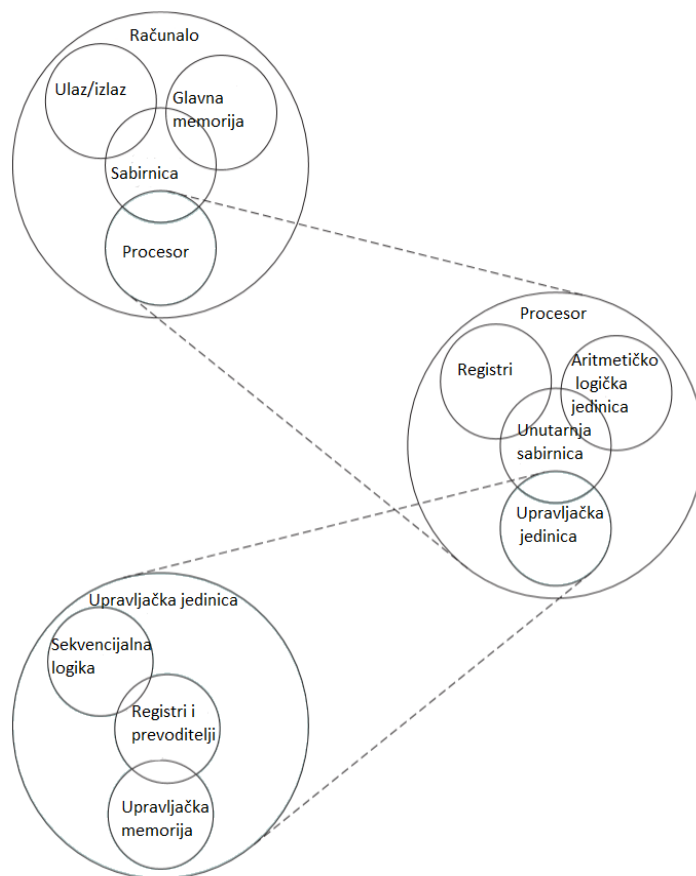 Računalo
Ulaz/izlaz
Glavna
memorija
Sabirnica
Procesor
Procesor
Registri
Aritmetičko
logička
jedinica
Unutarnja
sabirnica
Upravljačka
jedinica
Upravljačka jedinica
Sekvencijalna
logika
Registri i
prevoditelji
Upravljačka
memorija